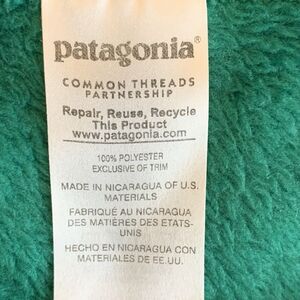 patagonia®
COMMON THREADS
PARTNERSHIP
Repair, Reuse, Recycle
This Product
www.patagonia.com
100% POLYESTER
EXCLUSIVE OF TRIM
MADE IN NICARAGUA OF U.S.
MATERIALS
FABRIQUÉ AU NICARAGUA
DES MATIÈRES DES ETATS-
UNIS
HECHO EN NICARAGUA CON
MATERIALES DE EE.UU.